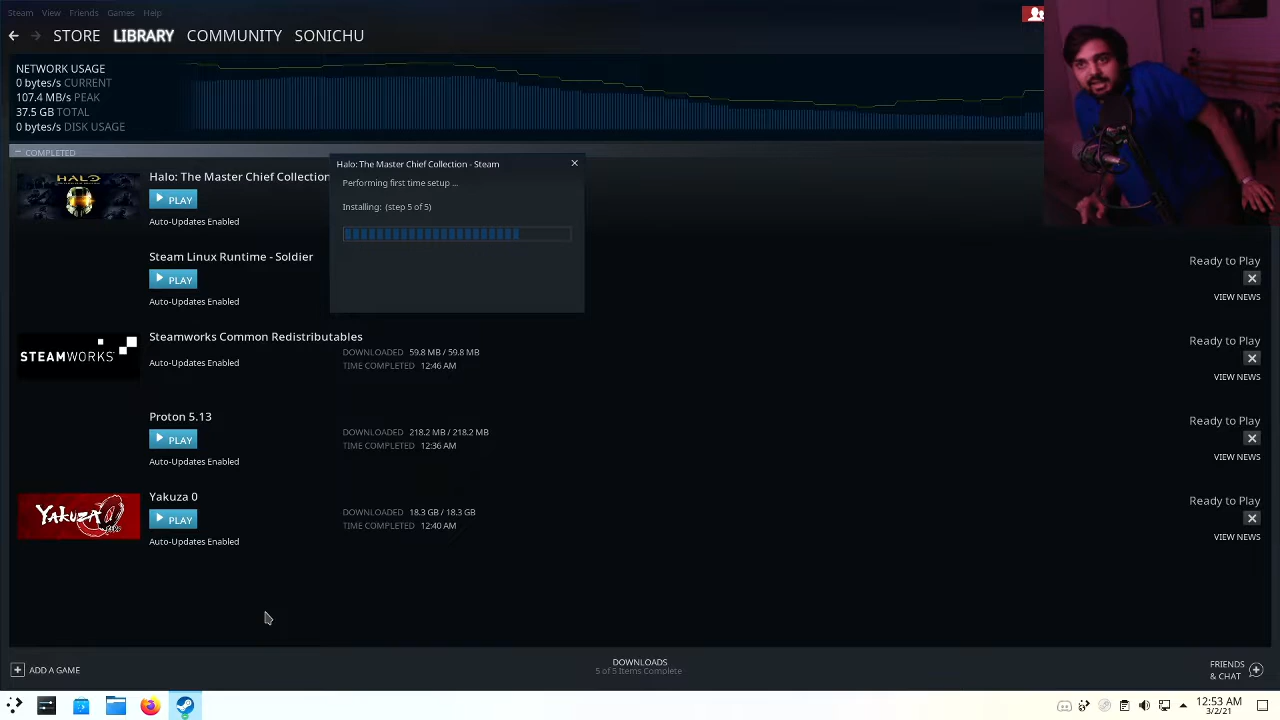 Steam View Friends Games Help
STORE LIBRARY COMMUNITY SONICHU
NETWORK USAGE
0 bytes/s CURRENT
107.4 MB/s PEAK
37.5 GB TOTAL
0 bytes/s DISK USAGE
COMPLETED
HALO
Halo: The Master Chief Collection
PLAY
Auto-Updates Enabled
Halo: The Master Chief Collection - Steam
Performing first time setup ...
Installing: (step 5 of 5)
Steam Linux Runtime - Soldier
PLAY
Auto-Updates Enabled
Ready to Play
VIEW NEWS
STEAMWORKS
Steamworks Common Redistributables
Auto-Updates Enabled
DOWNLOADED 59.8 MB / 59.8 MB
TIME COMPLETED 12:46 AM
Ready to Play
VIEW NEWS
Proton 5.13
PLAY
Auto-Updates Enabled
DOWNLOADED 218.2 MB / 218.2 MB
TIME COMPLETED 12:36 AM
Ready to Play
VIEW NEWS
YAKUZA 0
Yakuza 0
PLAY
Auto-Updates Enabled
DOWNLOADED 18.3 GB / 18.3 GB
TIME COMPLETED 12:40 AM
Ready to Play
VIEW NEWS
ADD A GAME
DOWNLOADS
5 of 5 Items Complete
FRIENDS
& CHAT
12:53 AM
3/2/21